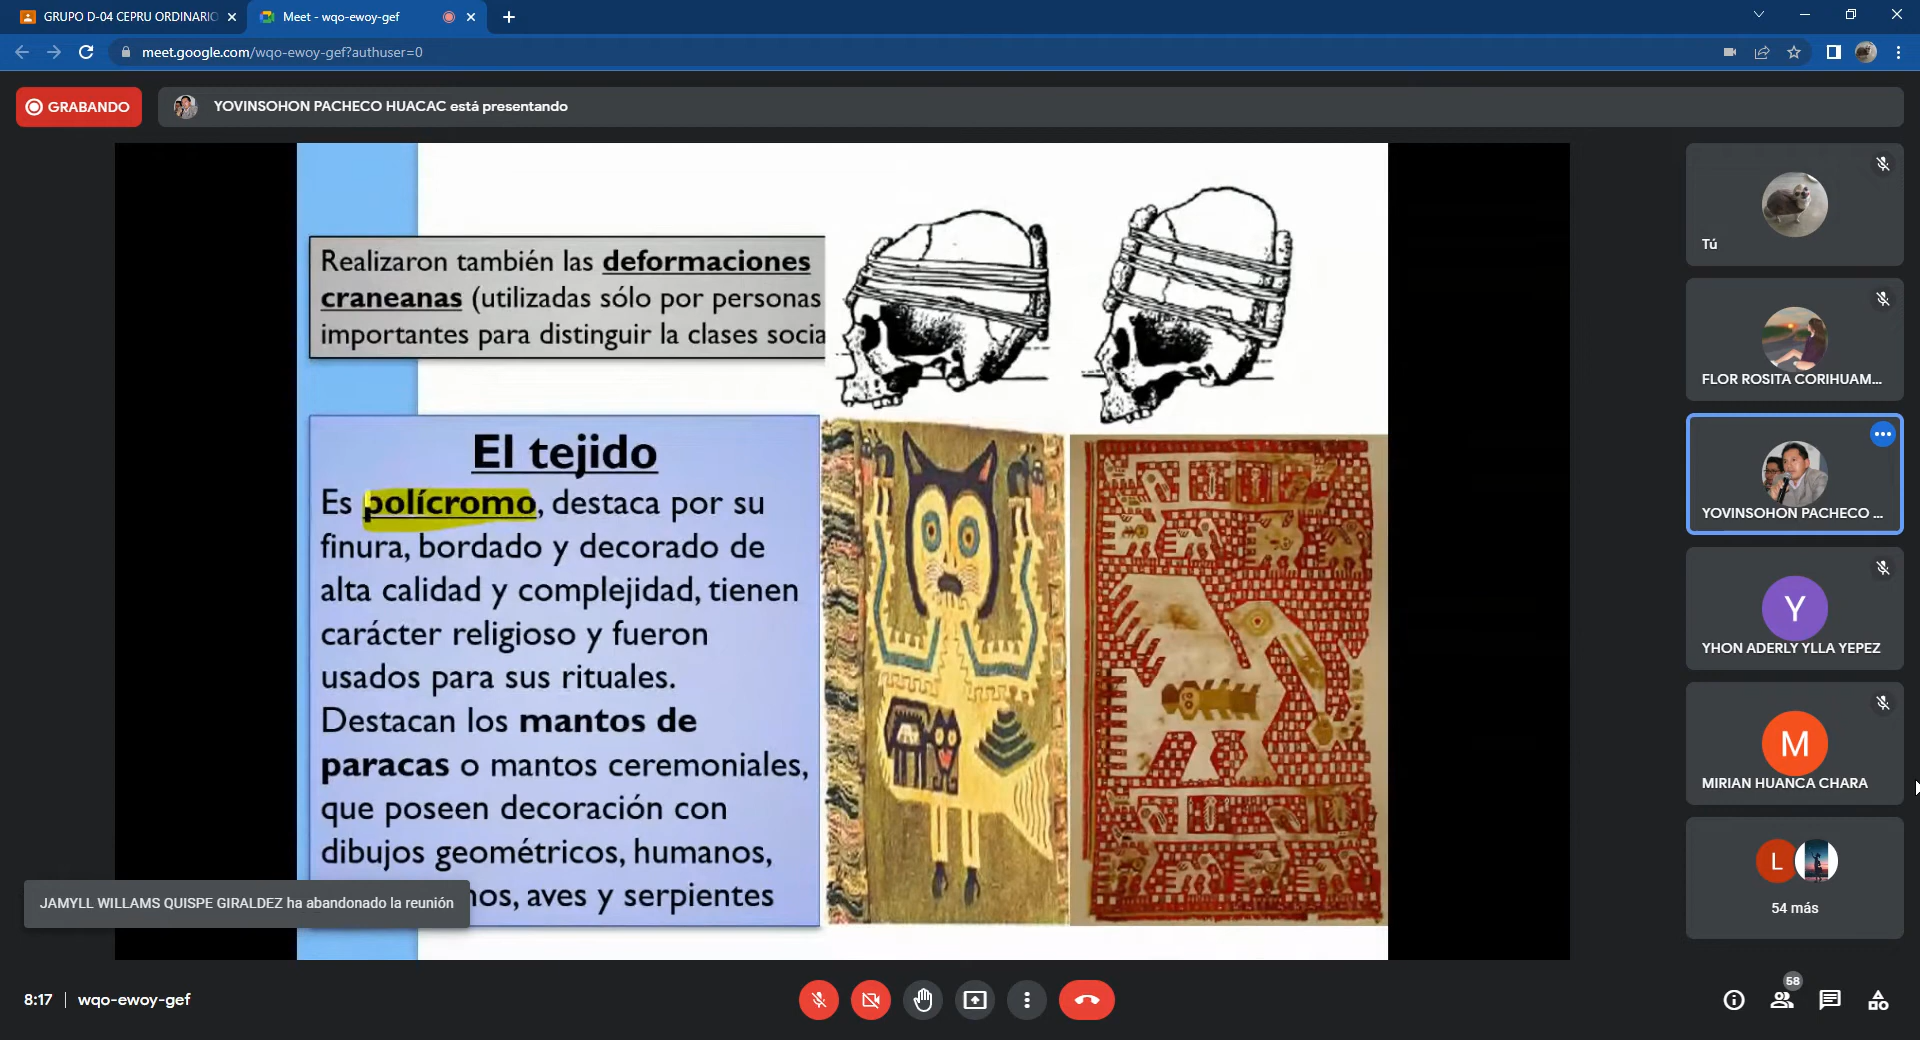 GRUPO D-04 CEPRU ORDINARIO
Meet - wqo-ewoy-gef
meet.google.com/wqo-ewoy-gef?authuser=0
GRABANDO
YOVINSOHON PACHECO HUACAC está presentando
Realizaron también las deformaciones
craneanas (utilizadas sólo por personas
importantes para distinguir la clases socia
El tejido
Es polícromo, destaca por su
finura, bordado y decorado de
alta calidad y complejidad, tienen
carácter religioso y fueron
usados para sus rituales.
Destacan los mantos de
paracas o mantos ceremoniales,
que poseen decoración con
dibujos geométricos, humanos,
nos, aves y serpientes
JAMYLL WILLAMS QUISPE GIRALDEZ ha abandonado la reunión
Tú
FLOR ROSITA CORIHUAM...
YOVINSOHON PACHECO ...
Y
YHON ADERLY YLLA YEPEZ
M
MIRIAN HUANCA CHARA
L
54 más
8:17 | wqo-ewoy-gef
58